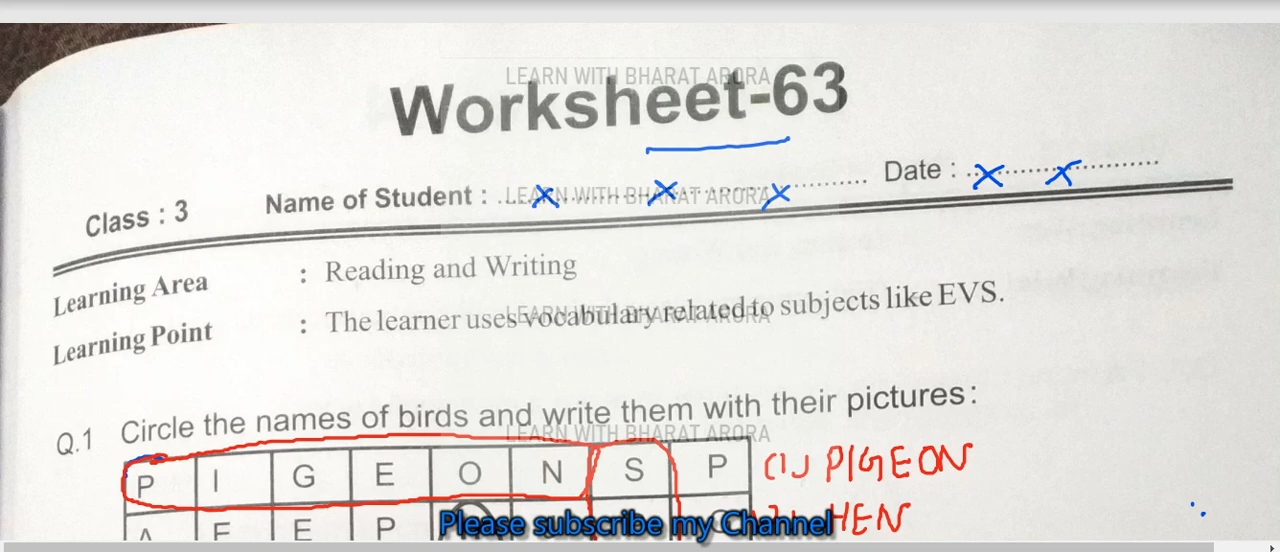 LEARN WITH BHARAT ARORA
Worksheet-63
Class : 3 Name of Student : LEARN WITH BHARAT ARORA Date :
Learning Area : Reading and Writing
Learning Point : The learner uses vocabulary related to subjects like EVS.
LEARN WITH BHARAT ARORA
Q.1 Circle the names of birds and write them with their pictures:
LEARN WITH BHARAT ARORA
P I G E O N S P (1) PIGEON
A F E P HEN
Please subscribe my Channel